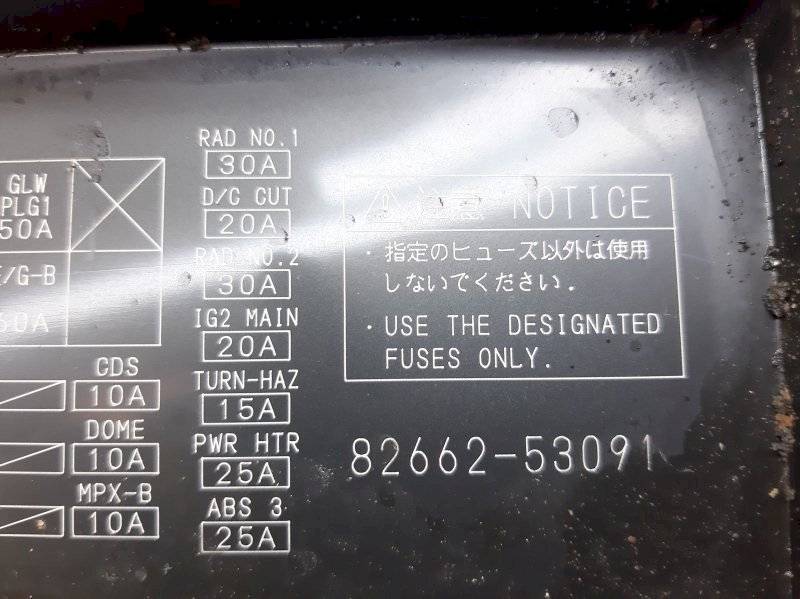 GLW
PLG1
50A
E/G-B
60A
CDS
10A
DOME
10A
MPX-B
10A
RAD NO.1
30A
D/C CUT
20A
RAD NO.2
30A
IG2 MAIN
20A
TURN-HAZ
15A
PWR HTR
25A
ABS 3
25A
注意 NOTICE
・指定のヒューズ以外は使用
しないでください.
・USE THE DESIGNATED
FUSES ONLY.
82662-53091